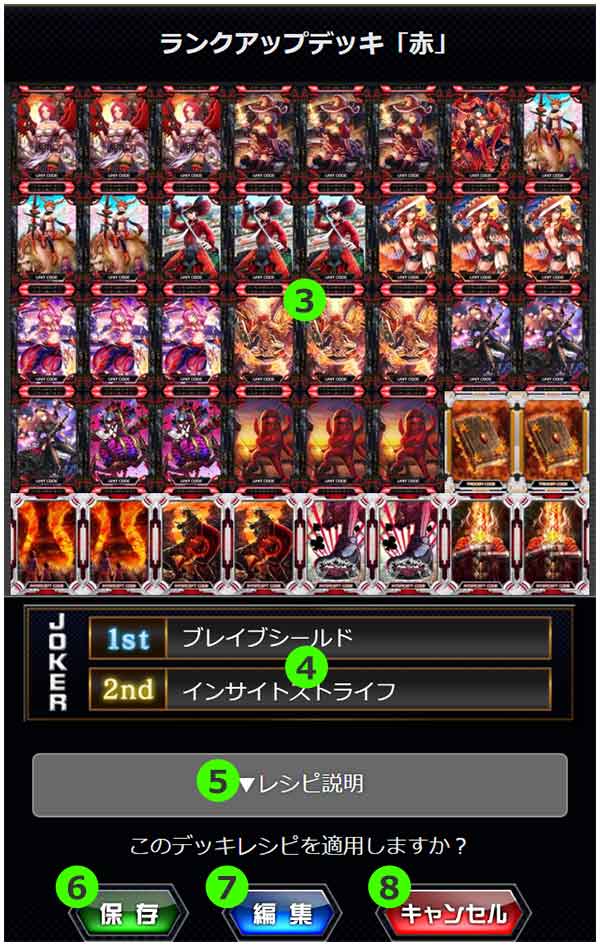 ランクアップデッキ「赤」
3
JOKER
1st ブレイブシールド
4
2nd インサイトストライフ
5 ▼レシピ説明
このデッキレシピを適用しますか？
6 7 8
保存 編集 キャンセル